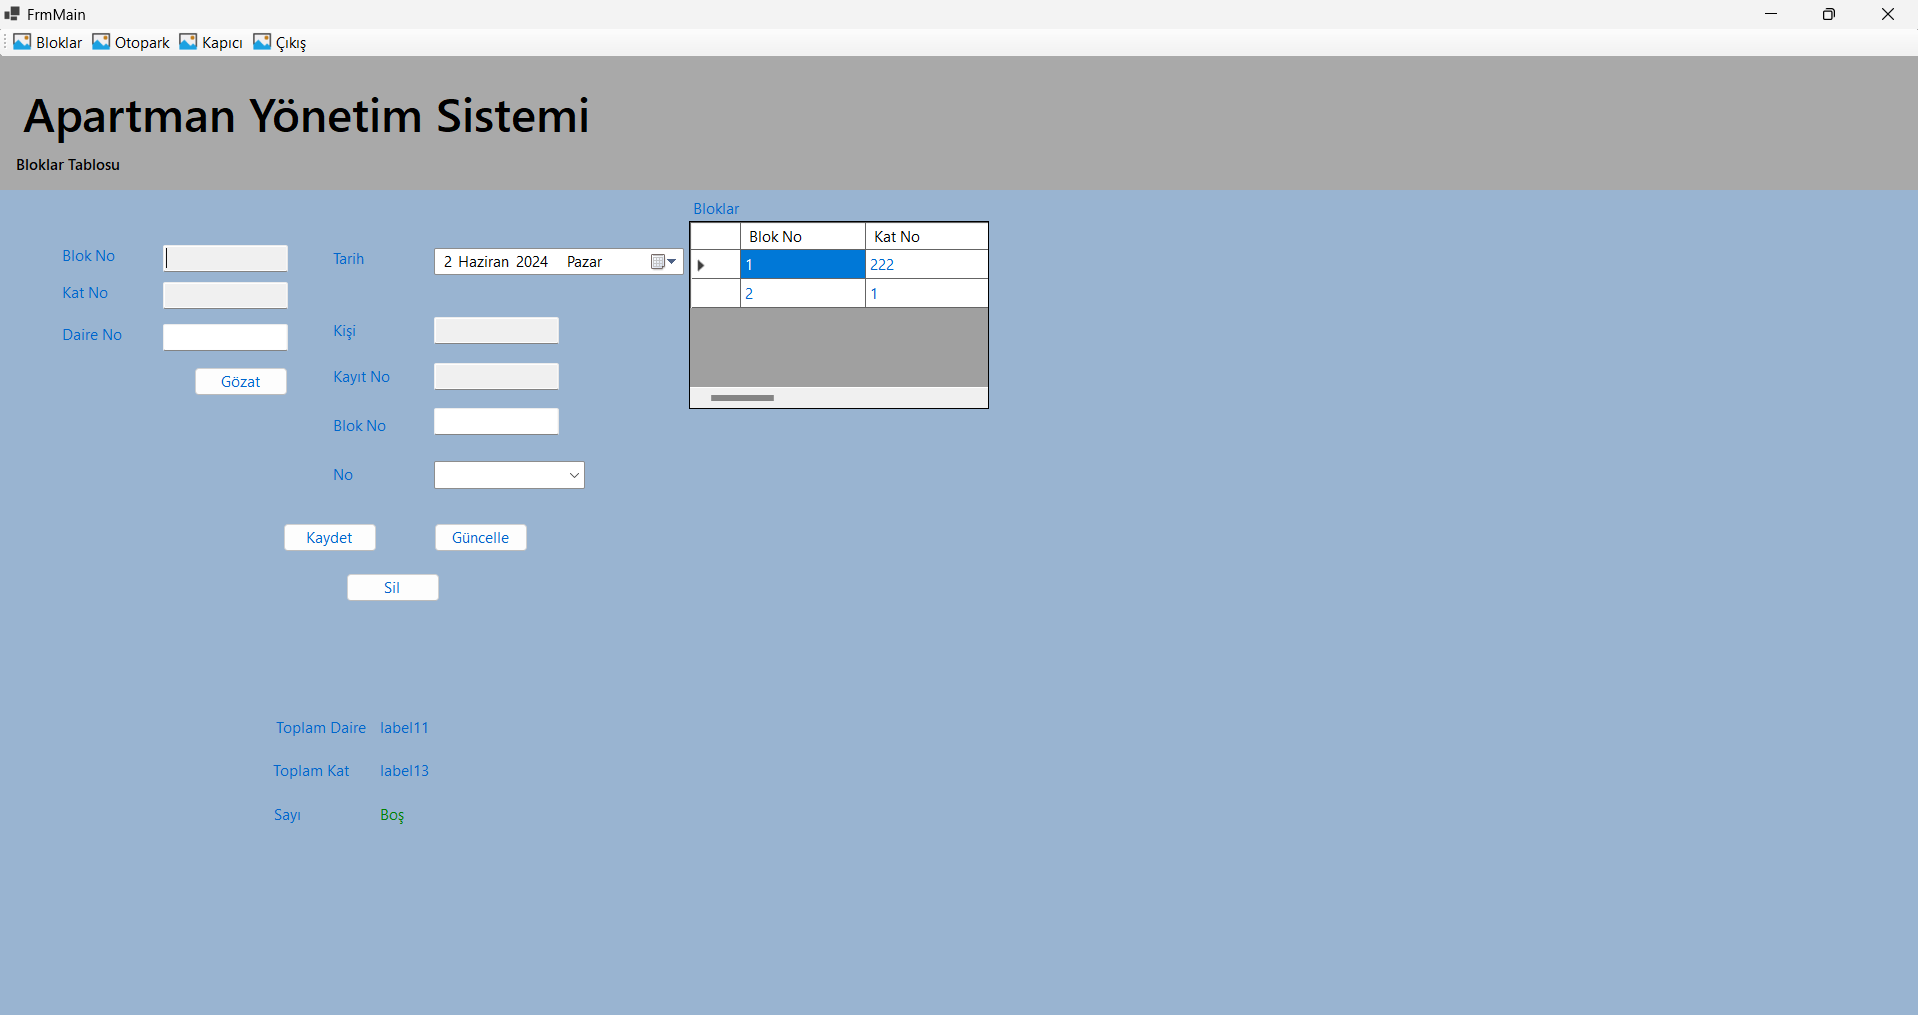 FrmMain
Bloklar Otopark Kapıcı Çıkış
Apartman Yönetim Sistemi
Bloklar Tablosu
Blok No
Kat No
Daire No
Gözat
Tarih 2 Haziran 2024 Pazar
Kişi
Kayıt No
Blok No
No
Kaydet Güncelle
Sil
Bloklar
Blok No Kat No
1 222
2 1
Toplam Daire label11
Toplam Kat label13
Sayı Boş